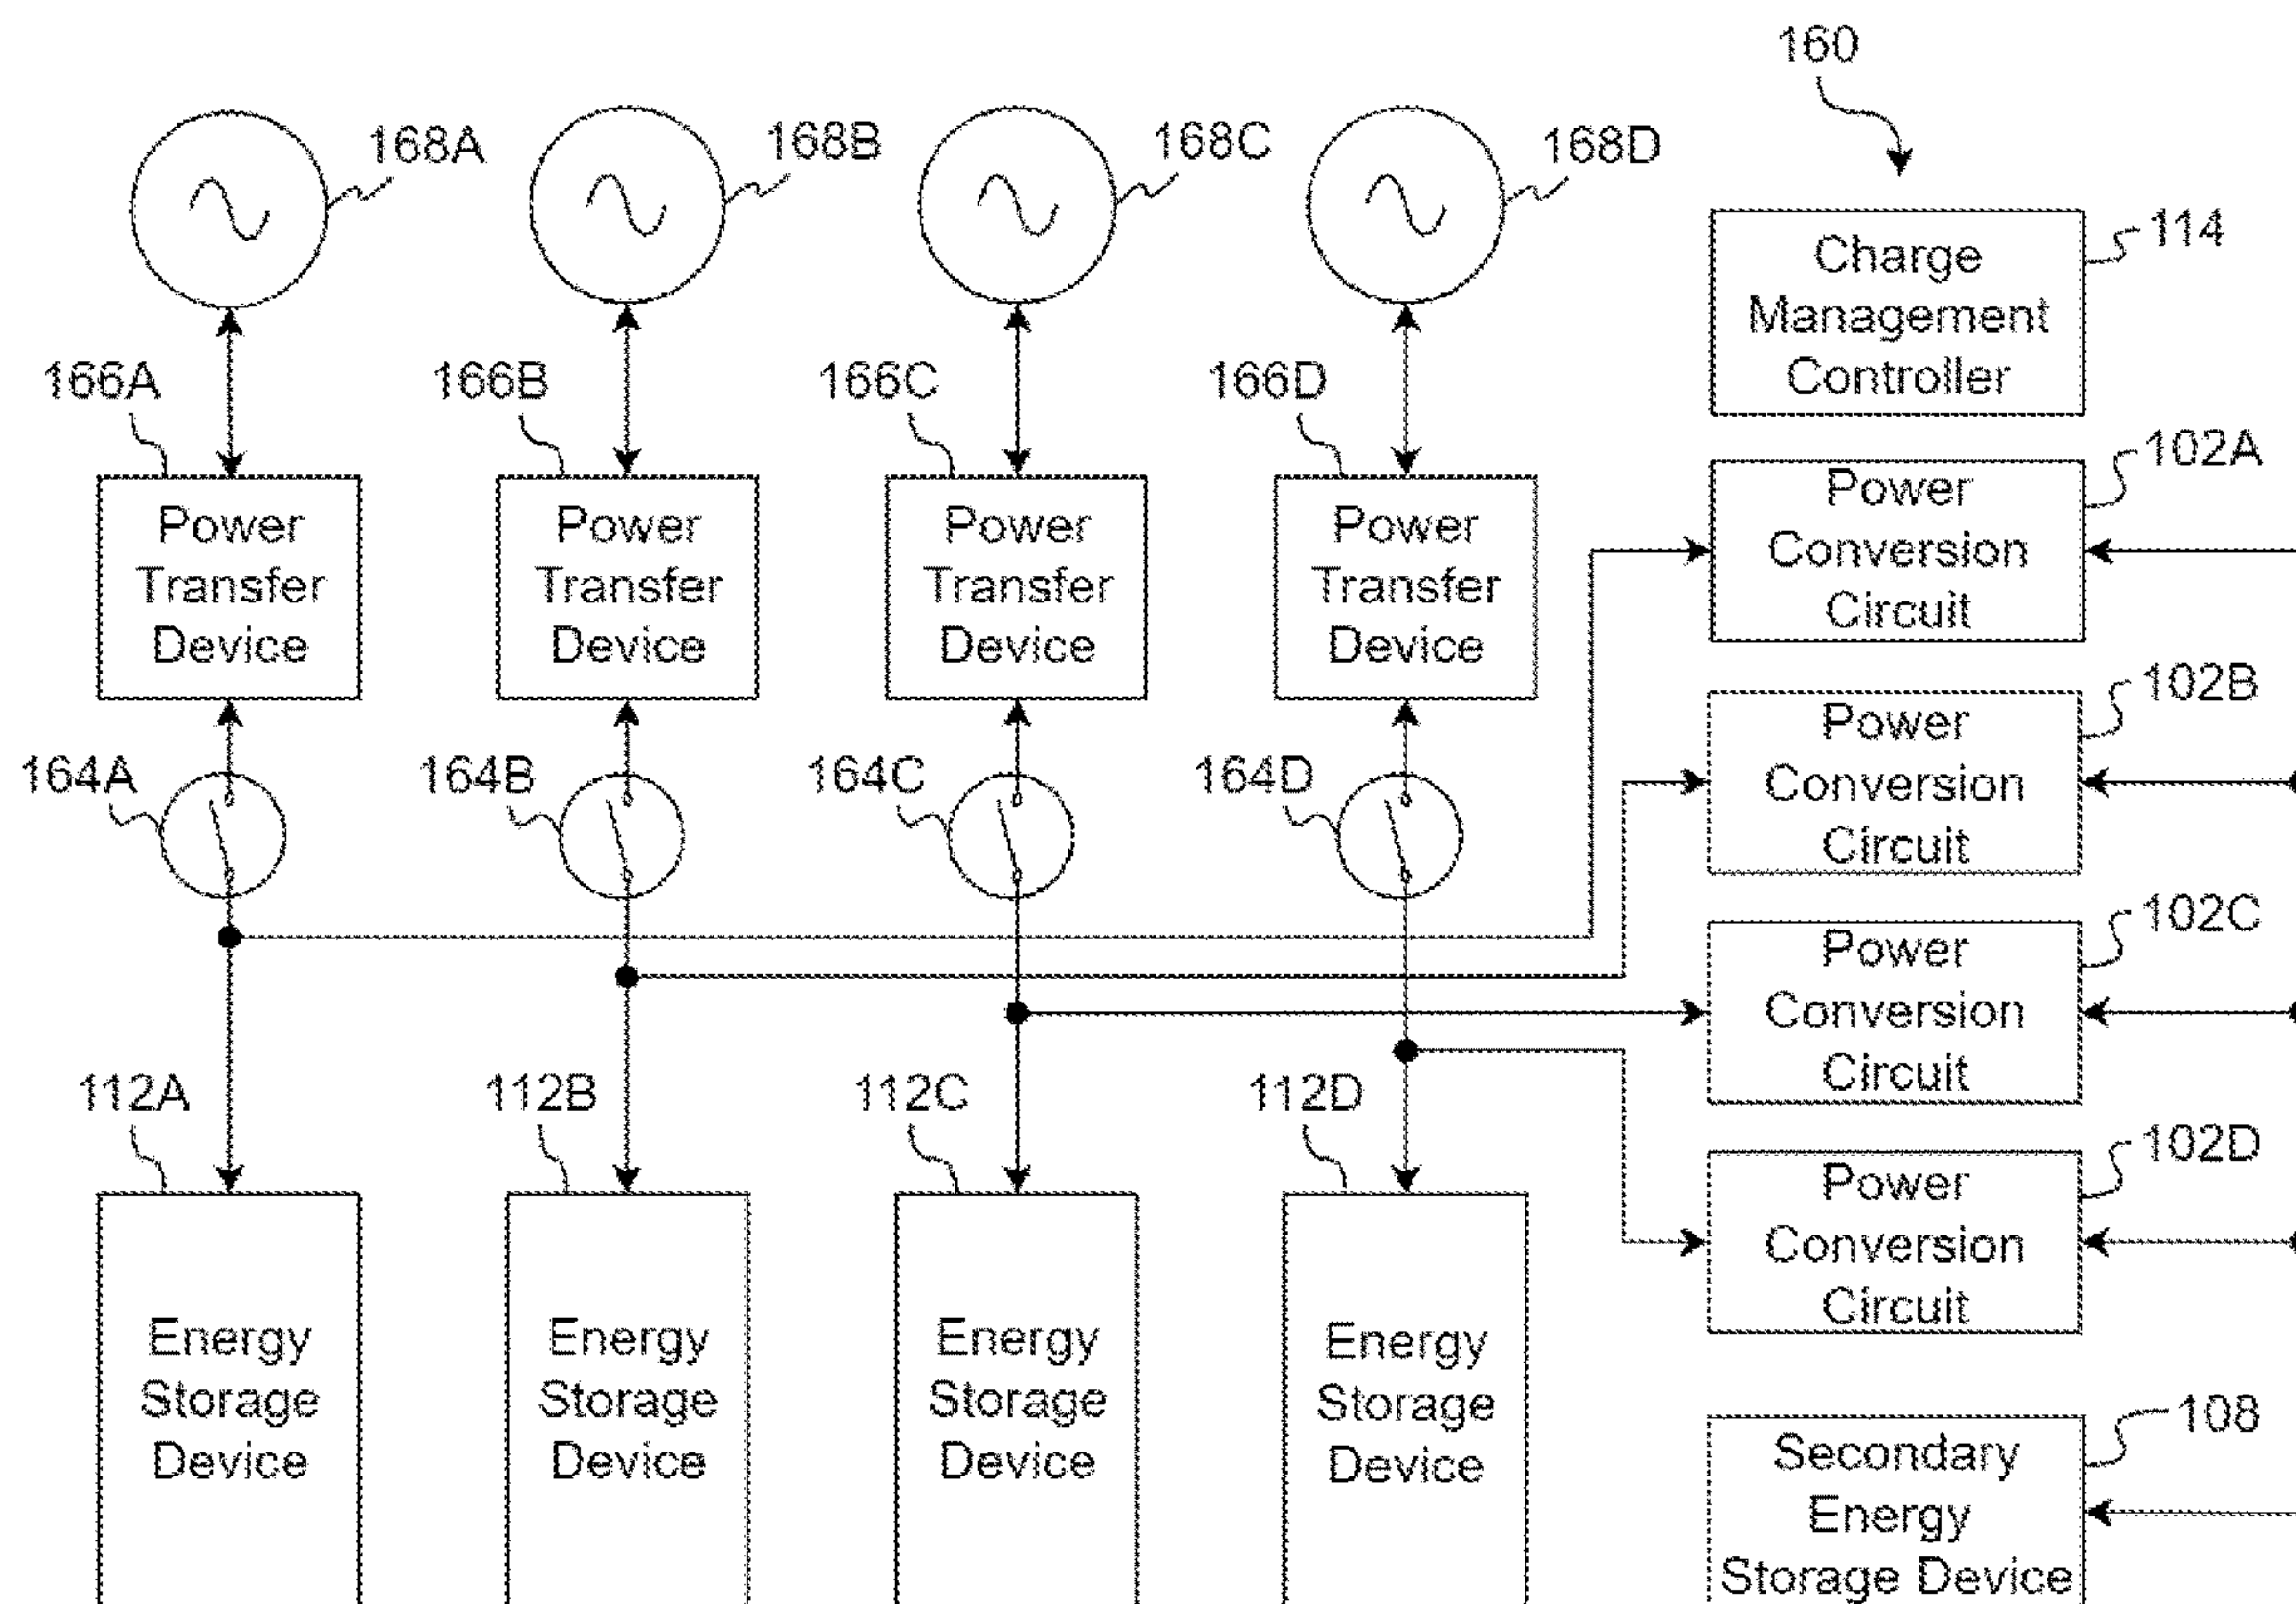 160
168A
168B
168C
168D
114
Charge
Management
Controller
166A
166B
166C
166D
102A
Power
Transfer
Device
Power
Transfer
Device
Power
Transfer
Device
Power
Transfer
Device
Power
Conversion
Circuit
102B
Power
Conversion
Circuit
164A
164B
164C
164D
102C
Power
Conversion
Circuit
112A
112B
112C
112D
102D
Power
Conversion
Circuit
Energy
Storage
Device
Energy
Storage
Device
Energy
Storage
Device
Energy
Storage
Device
108
Secondary
Energy
Storage Device